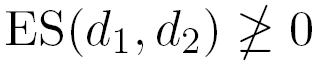 ES(d₁, d₂) ≱ 0